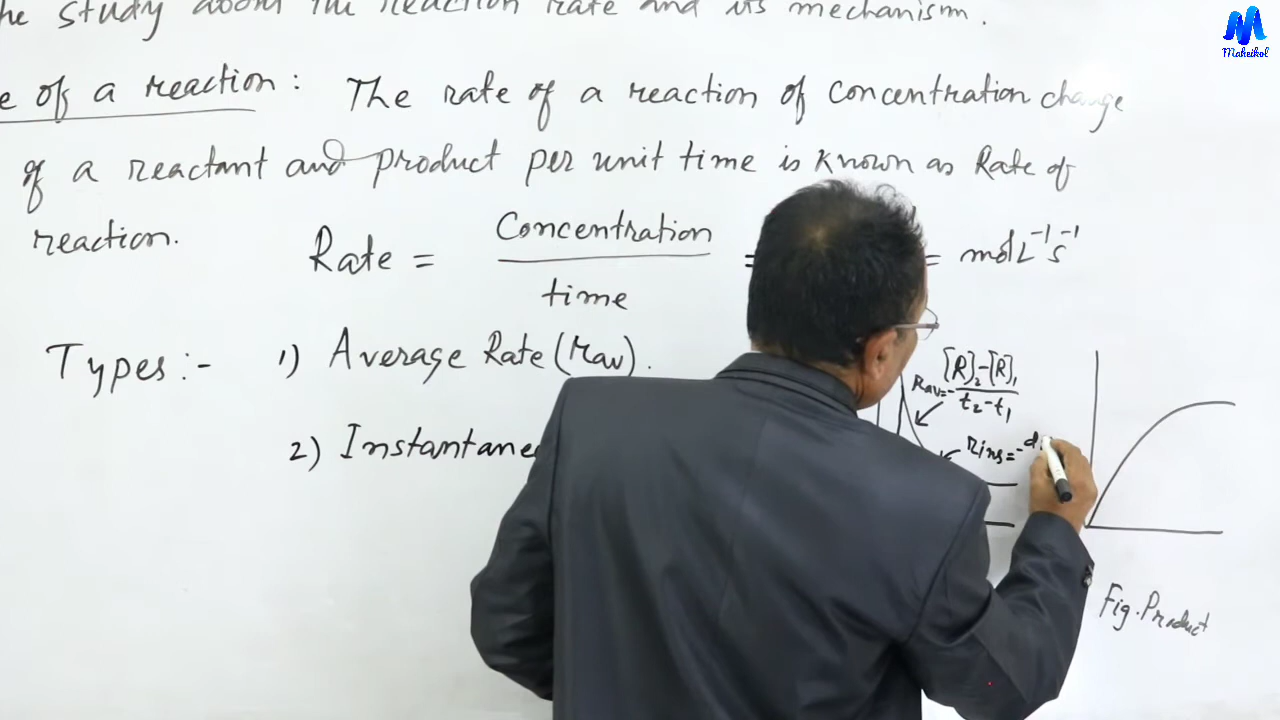 he study about the reaction rate and its mechanism.
e of a reaction : The rate of a reaction of concentration change
of a reactant and product per unit time is known as Rate of
reaction.
Rate = Concentration / time = = mol L⁻¹ s⁻¹
Types :- 1) Average Rate (rav).
2) Instantane
Rav = - [R]₂ - [R]₁ / t₂ - t₁
rins = - d
Fig. Product
Maheikol